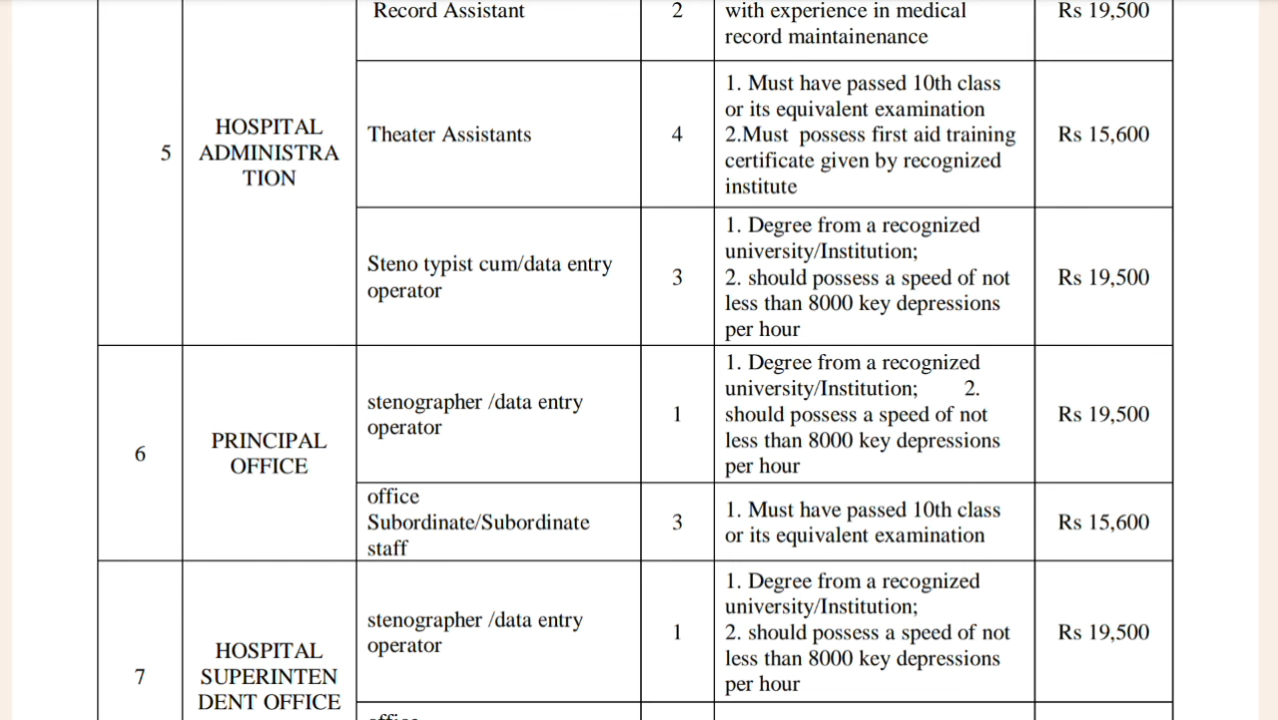 Record Assistant
2
with experience in medical
record maintainenance
Rs 19,500
5
HOSPITAL
ADMINISTRA
TION
Theater Assistants
4
1. Must have passed 10th class
or its equivalent examination
2.Must possess first aid training
certificate given by recognized
institute
Rs 15,600
Steno typist cum/data entry
operator
3
1. Degree from a recognized
university/Institution;
2. should possess a speed of not
less than 8000 key depressions
per hour
Rs 19,500
6
PRINCIPAL
OFFICE
stenographer /data entry
operator
1
1. Degree from a recognized
university/Institution; 2.
should possess a speed of not
less than 8000 key depressions
per hour
Rs 19,500
office
Subordinate/Subordinate
staff
3
1. Must have passed 10th class
or its equivalent examination
Rs 15,600
7
HOSPITAL
SUPERINTEN
DENT OFFICE
stenographer /data entry
operator
1
1. Degree from a recognized
university/Institution;
2. should possess a speed of not
less than 8000 key depressions
per hour
Rs 19,500